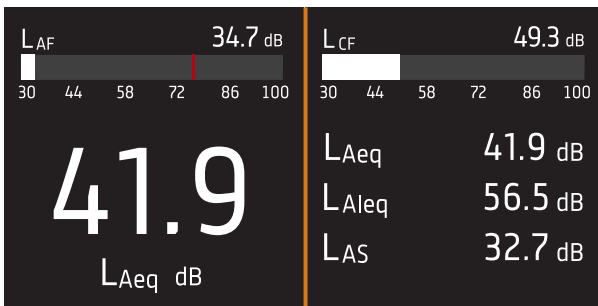 LAF 34.7 dB
30 44 58 72 86 100
41.9
LAeq dB
LCF 49.3 dB
30 44 58 72 86 100
LAeq 41.9 dB
LAIeq 56.5 dB
LAS 32.7 dB